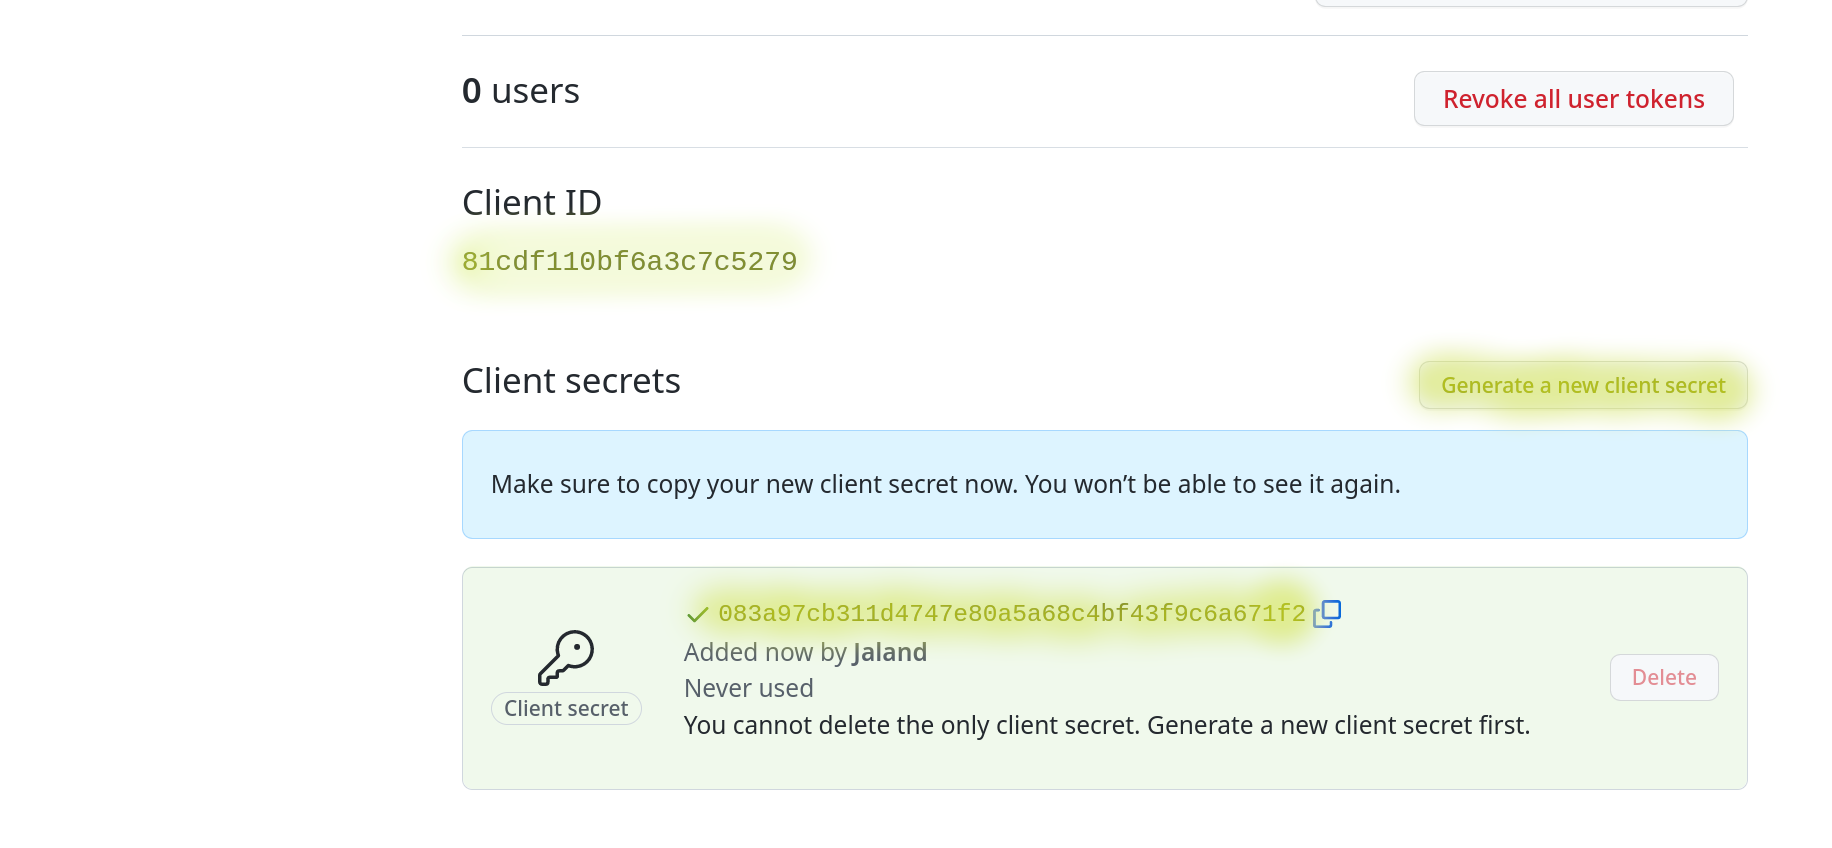 0 users
Revoke all user tokens
Client ID
81cdf110bf6a3c7c5279
Client secrets
Generate a new client secret
Make sure to copy your new client secret now. You won’t be able to see it again.
083a97cb311d4747e80a5a68c4bf43f9c6a671f2
Added now by Jaland
Never used
Client secret
You cannot delete the only client secret. Generate a new client secret first.
Delete